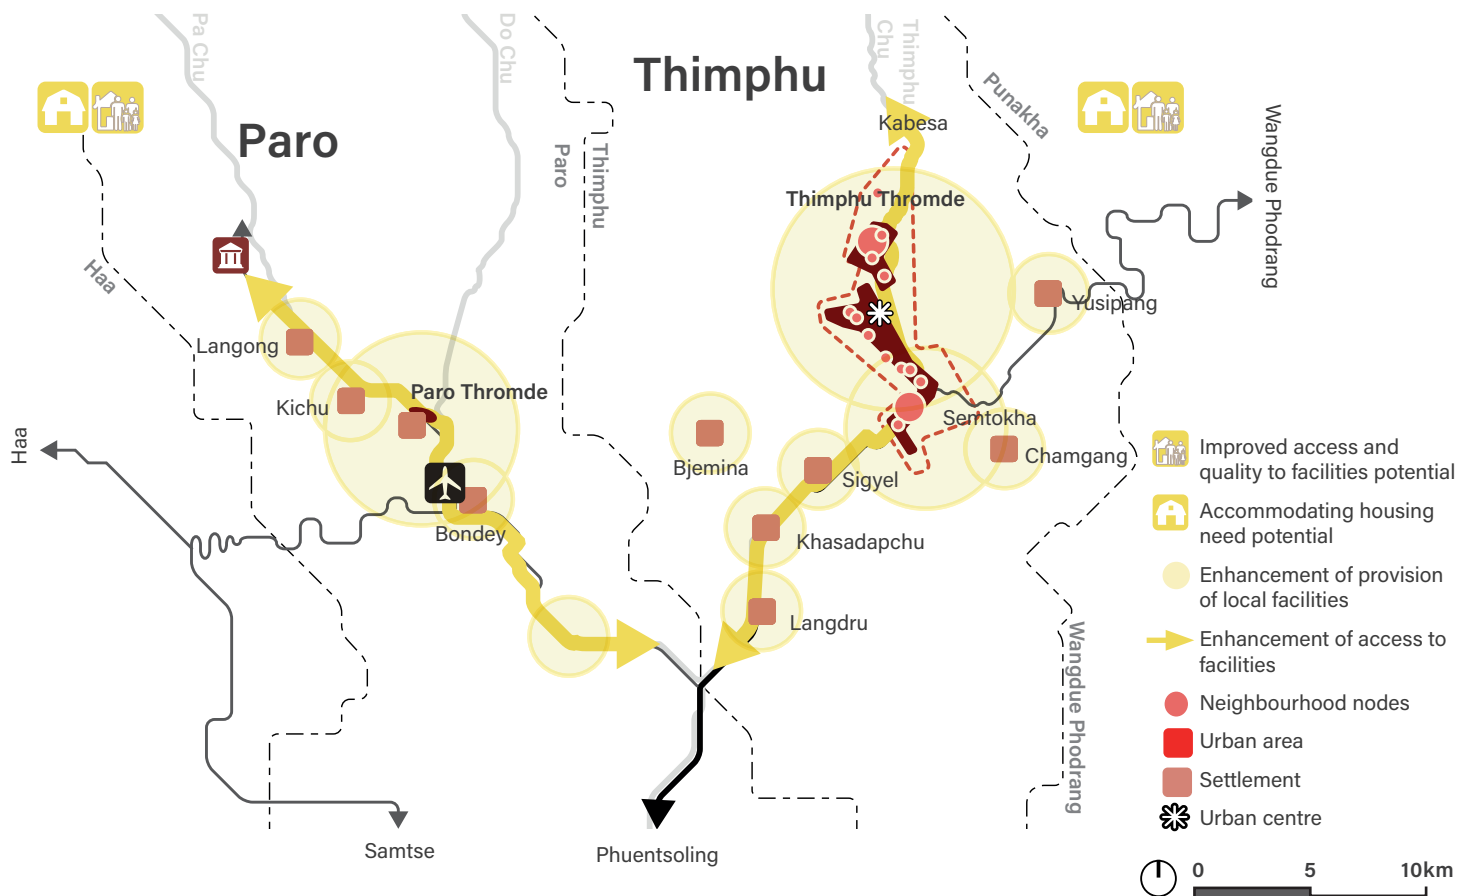 Pa Chu
Do Chu
Thimphu
Chu
Thimphu
Paro
Punakha
Kabesa
Wangdue Phodrang
Thimphu
Paro
Thimphu Thromde
Haa
Yusipang
Langong
Paro Thromde
Kichu
Semtokha
Haa
Bjemina
Chamgang
Sigyel
Bondey
Khasadapchu
Langdru
Wangdue Phodrang
Samtse
Phuentsoling
Improved access and
quality to facilities potential
Accommodating housing
need potential
Enhancement of provision
of local facilities
Enhancement of access to
facilities
Neighbourhood nodes
Urban area
Settlement
Urban centre
0 5 10km